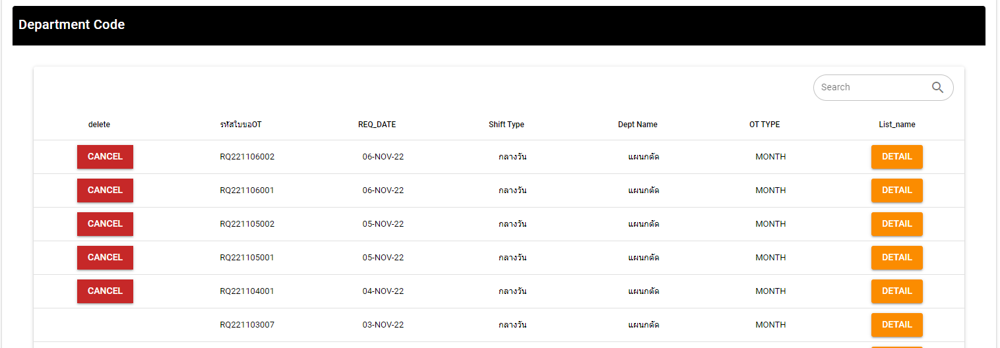 Department Code
Search
delete รหัสใบขอOT REQ_DATE Shift Type Dept Name OT TYPE List_name
CANCEL RQ221106002 06-NOV-22 กลางวัน แผนกตัด MONTH DETAIL
CANCEL RQ221106001 06-NOV-22 กลางวัน แผนกตัด MONTH DETAIL
CANCEL RQ221105002 05-NOV-22 กลางวัน แผนกตัด MONTH DETAIL
CANCEL RQ221105001 05-NOV-22 กลางวัน แผนกตัด MONTH DETAIL
CANCEL RQ221104001 04-NOV-22 กลางวัน แผนกตัด MONTH DETAIL
RQ221103007 03-NOV-22 กลางวัน แผนกตัด MONTH DETAIL